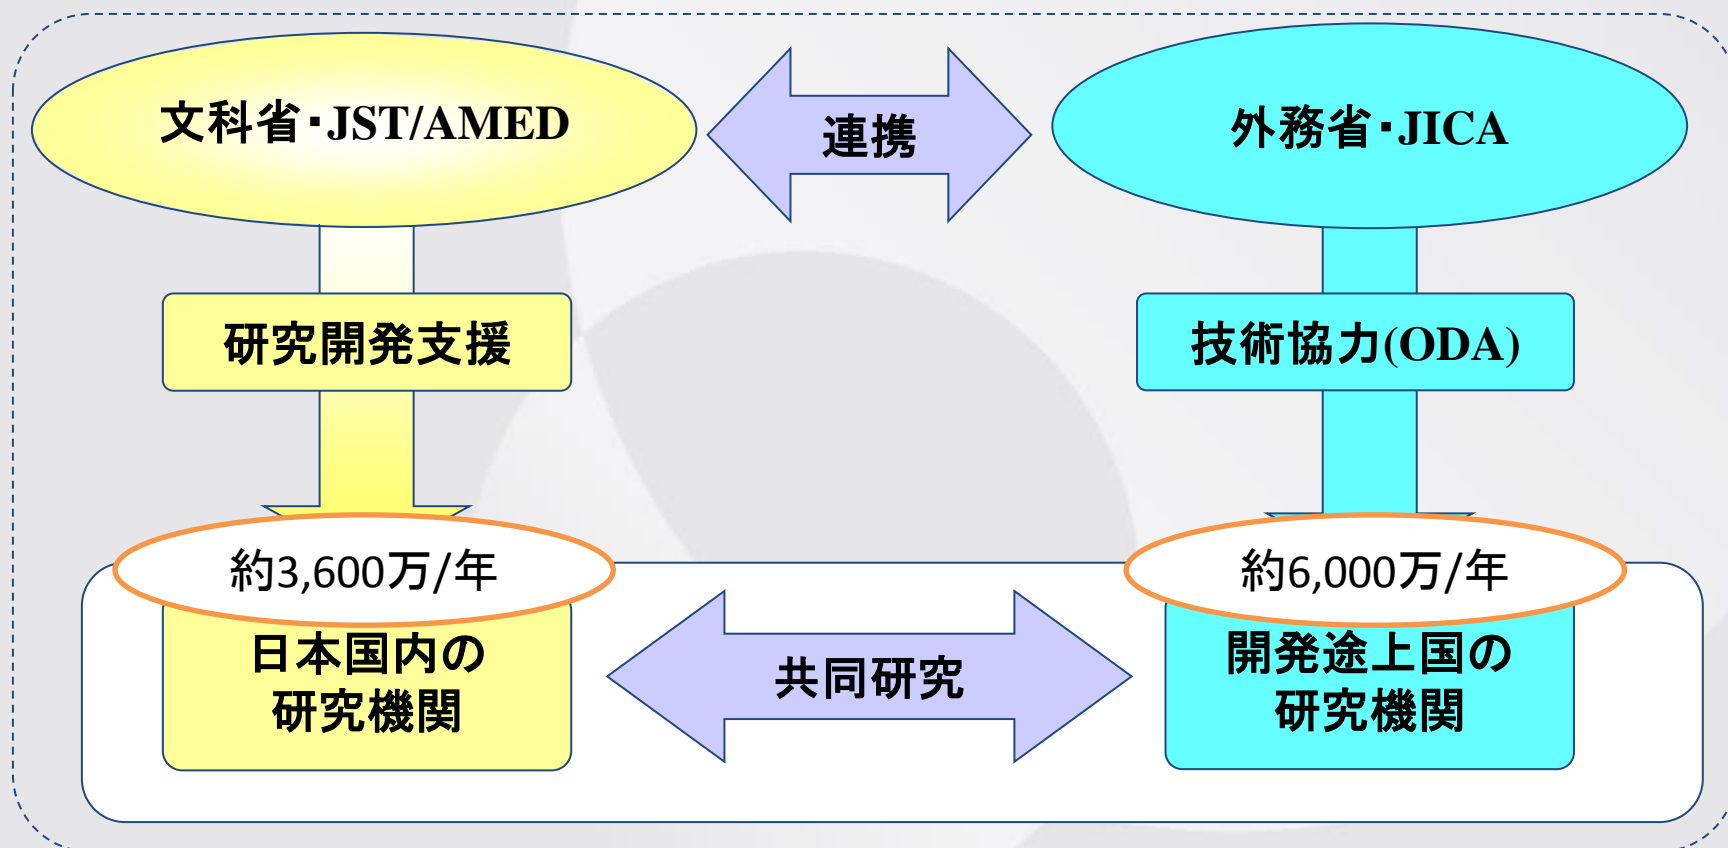 文科省・JST/AMED
連携
外務省・JICA
研究開発支援
技術協力(ODA)
約3,600万/年
約6,000万/年
日本国内の
研究機関
共同研究
開発途上国の
研究機関